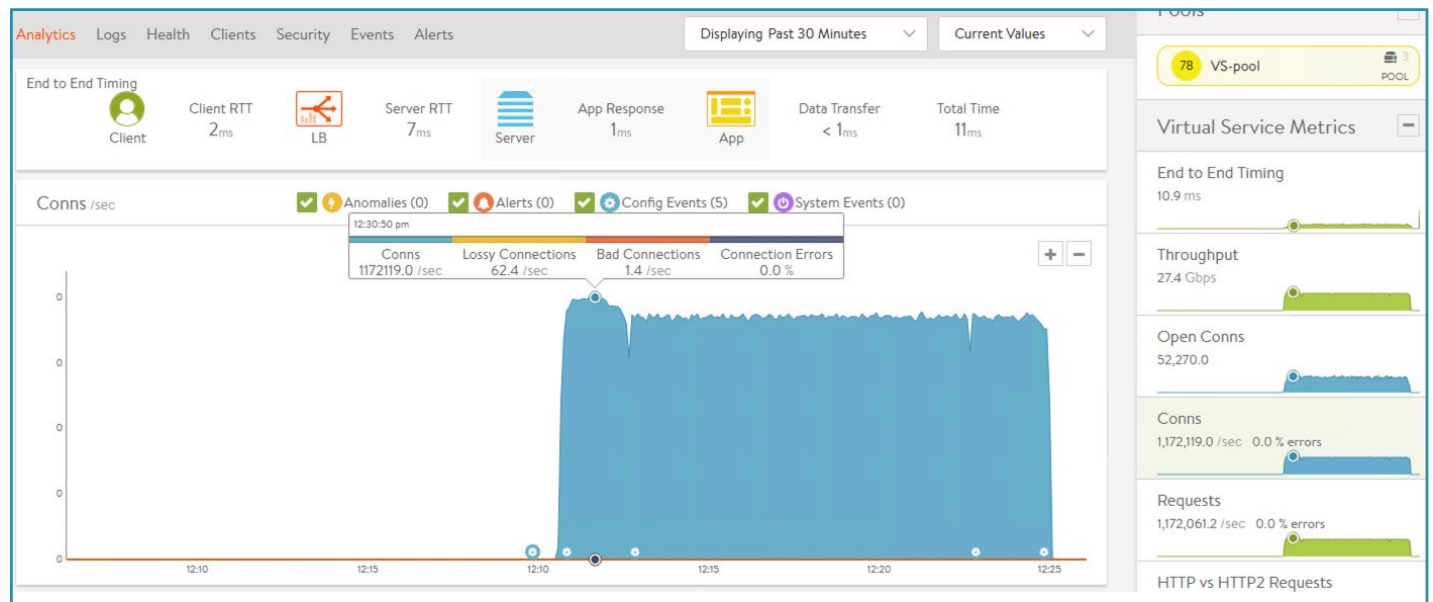 Pools
Analytics Logs Health Clients Security Events Alerts
Displaying Past 30 Minutes
Current Values
78 VS-pool 3
POOL
End to End Timing
Client RTT
2ms
Server RTT
7ms
App Response
1ms
Data Transfer
< 1ms
Total Time
11ms
Client
LB
Server
App
Virtual Service Metrics
Conns /sec
Anomalies (0) Alerts (0) Config Events (5) System Events (0)
12:30:50 pm
Conns Lossy Connections Bad Connections Connection Errors
1172119.0 /sec 62.4 /sec 1.4 /sec 0.0 %
0
0
0
0
0
12:10 12:15 12:10 12:15 12:20 12:25
End to End Timing
10.9 ms
Throughput
27.4 Gbps
Open Conns
52,270.0
Conns
1,172,119.0 /sec 0.0 % errors
Requests
1,172,061.2 /sec 0.0 % errors
HTTP vs HTTP2 Requests